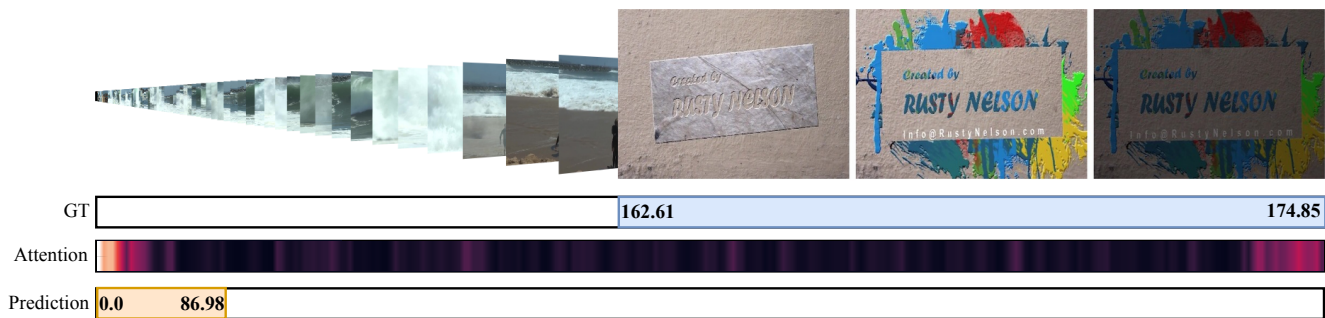 Created by
RUSTY NELSON
Created by
RUSTY NELSON
Info@RustyNelson.com
Created by
RUSTY NELSON
Info@RustyNelson.com
GT
162.61
174.85
Attention
Prediction
0.0
86.98